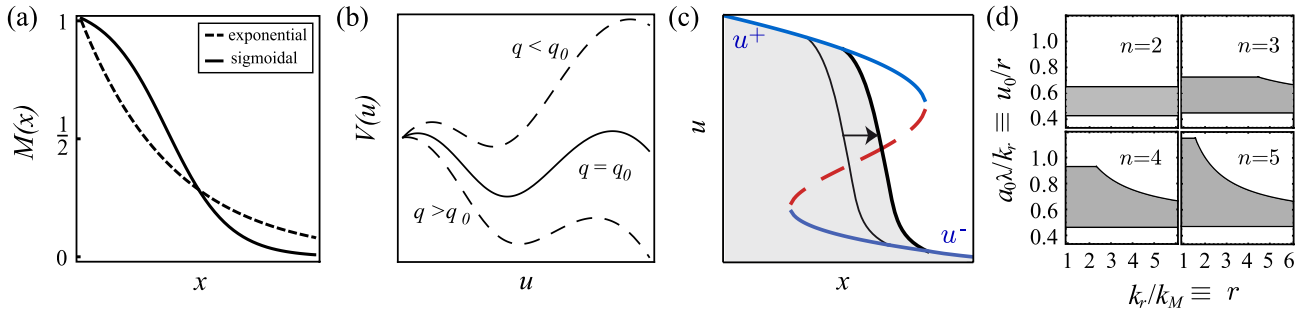 (a)
1
1/2
0
M(x)
x
exponential
sigmoidal
(b)
V(u)
u
q < q₀
q = q₀
q > q₀
(c)
u
x
u⁺
u⁻
(d)
a₀λ/kᵣ ≡ u₀/r
n=2
n=3
1.0
0.8
0.6
0.4
n=4
n=5
1.0
0.8
0.6
0.4
1 2 3 4 5
1 2 3 4 5 6
kᵣ/k_M ≡ r